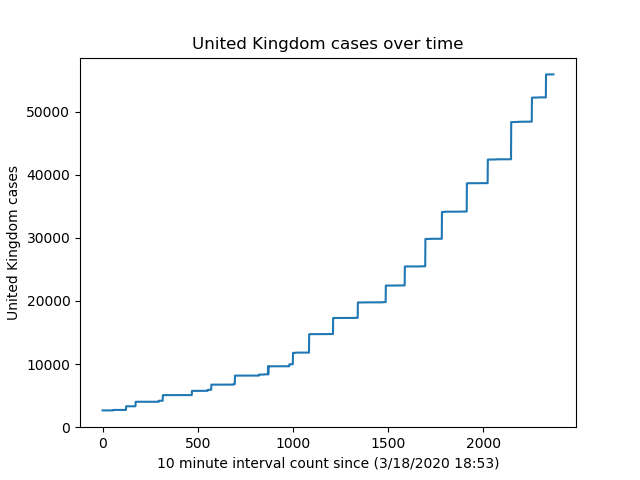 United Kingdom cases over time
United Kingdom cases
50000
40000
30000
20000
10000
0
0 500 1000 1500 2000
10 minute interval count since (3/18/2020 18:53)